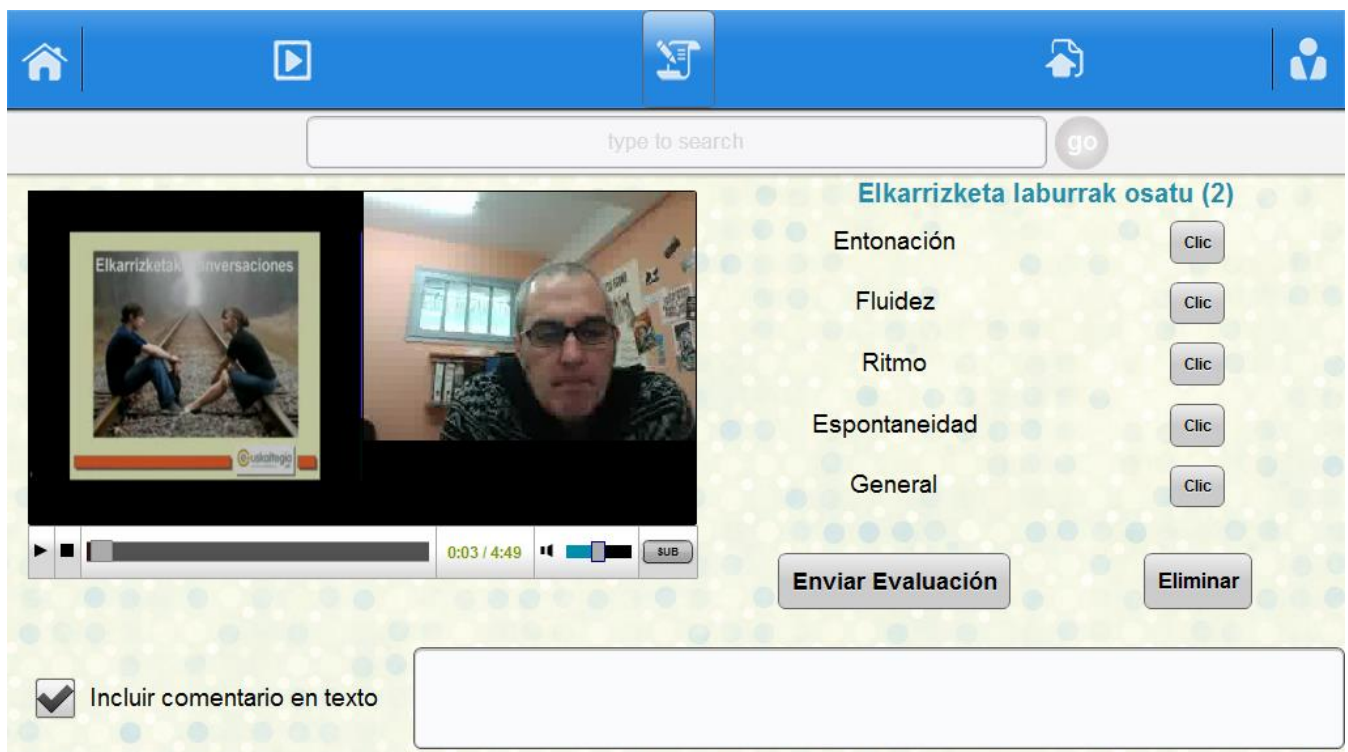 type to search
go
Elkarrizketa laburrak osatu (2)
Elkarrizketak
Entonación
Clic
Fluidez
Clic
Ritmo
Clic
Espontaneidad
Clic
General
Clic
0:03 / 4:49
SUB
Enviar Evaluación
Eliminar
Incluir comentario en texto